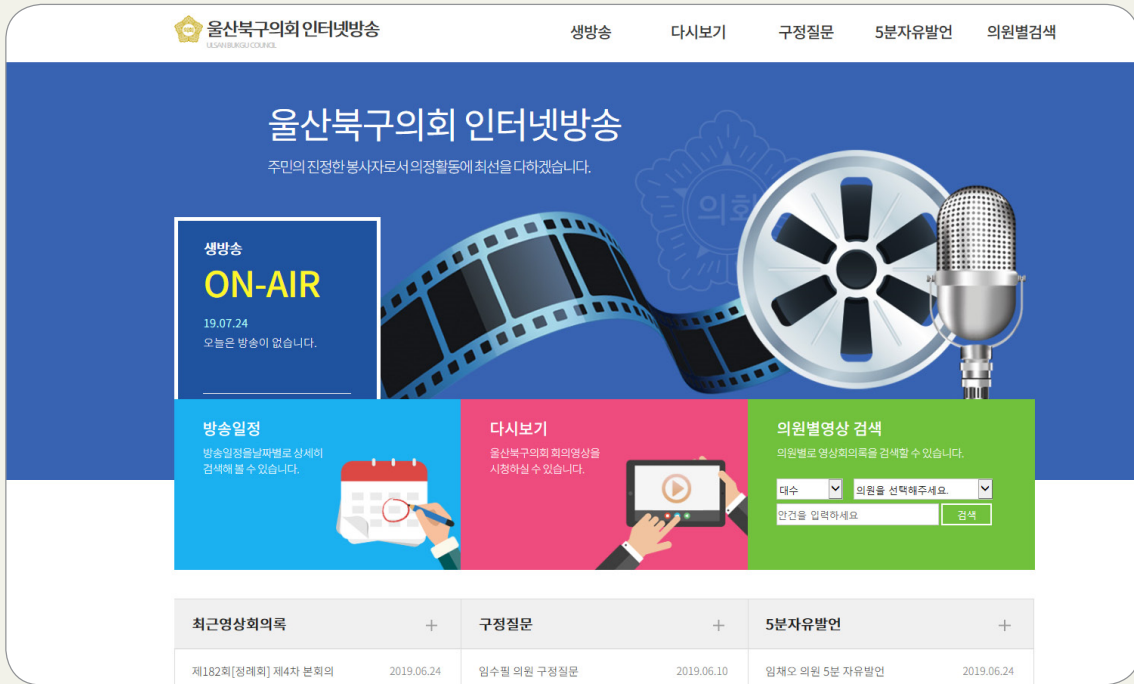 울산북구의회 인터넷방송
ULSAN BUKGU COUNCIL
생방송 다시보기 구정질문 5분자유발언 의원별검색
울산북구의회 인터넷방송
주민의 진정한 봉사자로서 의정활동에 최선을 다하겠습니다.
의회
생방송
ON-AIR
19.07.24
오늘은 방송이 없습니다.
방송일정
방송일정을날짜별로 상세히
검색해 볼 수 있습니다.
다시보기
울산북구의회 회의영상을
시청하실 수 있습니다.
의원별영상 검색
의원별로 영상회의록을 검색할 수 있습니다.
대수 의원을 선택해주세요.
안건을 입력하세요 검색
최근영상회의록 +
제182회[정례회] 제4차 본회의 2019.06.24
구정질문 +
임수필 의원 구정질문 2019.06.10
5분자유발언 +
임채오 의원 5분 자유발언 2019.06.24